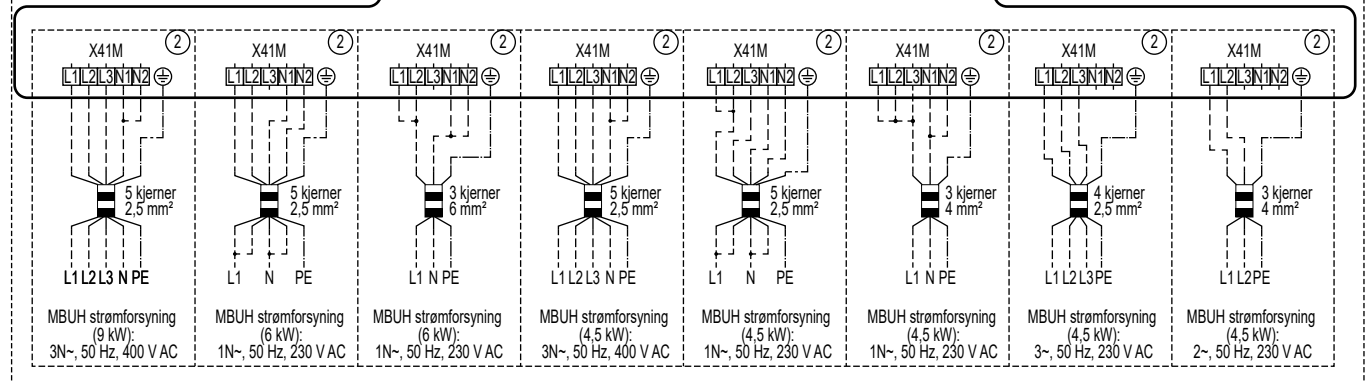 X41M
2
L1 L2 L3 N1 N2
5 kjerner
2,5 mm²
L1 L2 L3 N PE
MBUH strømforsyning
(9 kW):
3N~, 50 Hz, 400 V AC
X41M
2
L1 L2 L3 N1 N2
5 kjerner
2,5 mm²
L1 N PE
MBUH strømforsyning
(6 kW):
1N~, 50 Hz, 230 V AC
X41M
2
L1 L2 L3 N1 N2
3 kjerner
6 mm²
L1 N PE
MBUH strømforsyning
(6 kW):
1N~, 50 Hz, 230 V AC
X41M
2
L1 L2 L3 N1 N2
5 kjerner
2,5 mm²
L1 L2 L3 N PE
MBUH strømforsyning
(4,5 kW):
3N~, 50 Hz, 400 V AC
X41M
2
L1 L2 L3 N1 N2
5 kjerner
2,5 mm²
L1 N PE
MBUH strømforsyning
(4,5 kW):
1N~, 50 Hz, 230 V AC
X41M
2
L1 L2 L3 N1 N2
3 kjerner
4 mm²
L1 N PE
MBUH strømforsyning
(4,5 kW):
1N~, 50 Hz, 230 V AC
X41M
2
L1 L2 L3 N1 N2
4 kjerner
2,5 mm²
L1 L2 L3 PE
MBUH strømforsyning
(4,5 kW):
3~, 50 Hz, 230 V AC
X41M
2
L1 L2 L3 N1 N2
3 kjerner
4 mm²
L1 L2 PE
MBUH strømforsyning
(4,5 kW):
2~, 50 Hz, 230 V AC